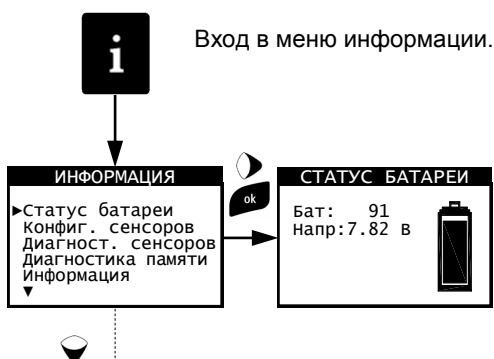 i
Вход в меню информации.
ИНФОРМАЦИЯ
►Статус батареи
Конфиг. сенсоров
Диагност. сенсоров
Диагностика памяти
Информация
▼
ok
СТАТУС БАТАРЕИ
Бат: 91
Напр:7.82 В